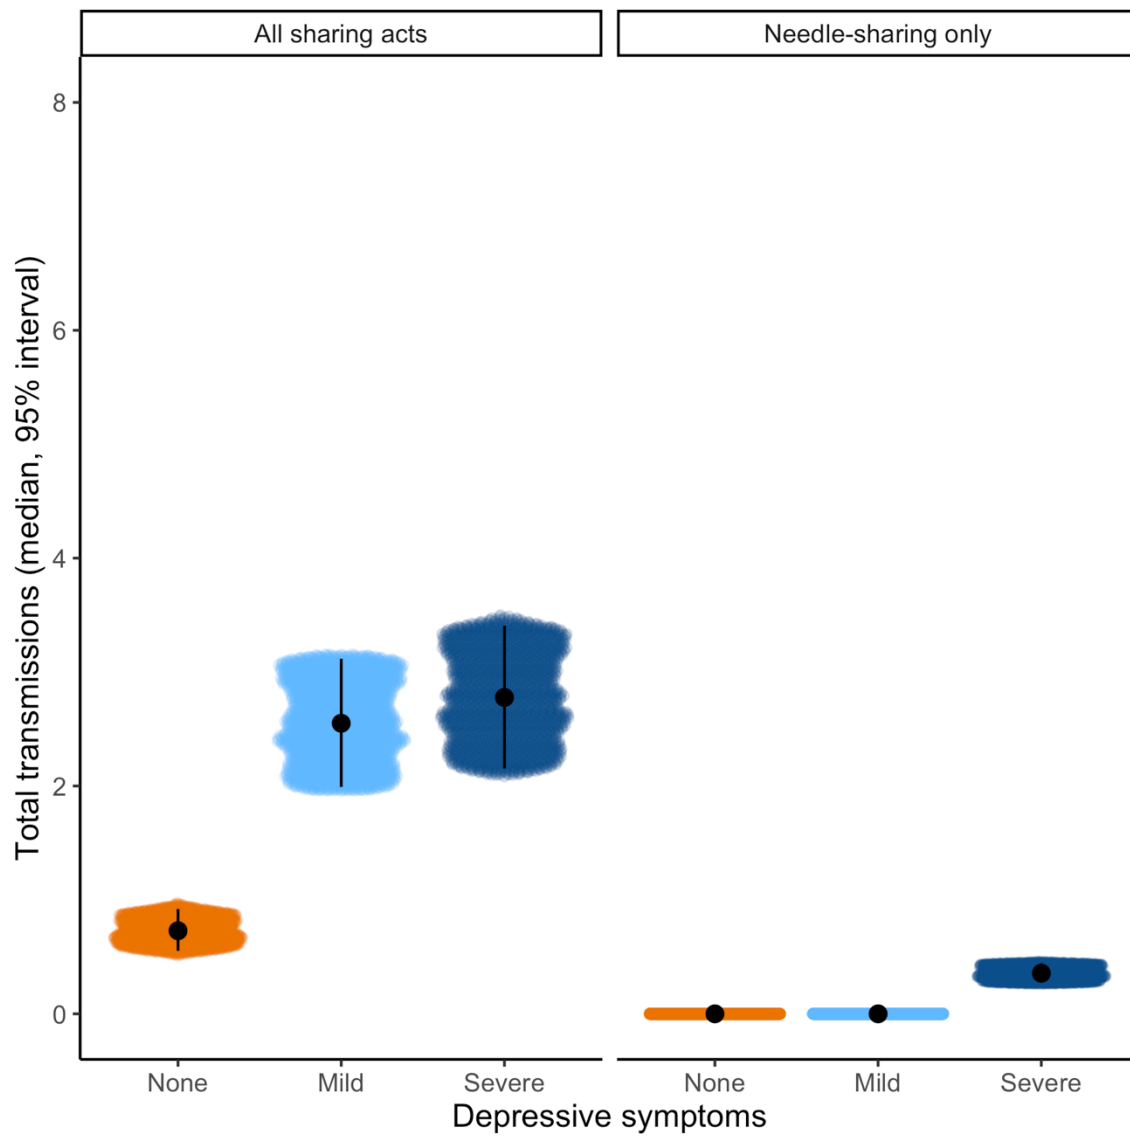 All sharing acts
Needle-sharing only
Total transmissions (median, 95% interval)
8
6
4
2
0
None
Mild
Severe
None
Mild
Severe
Depressive symptoms